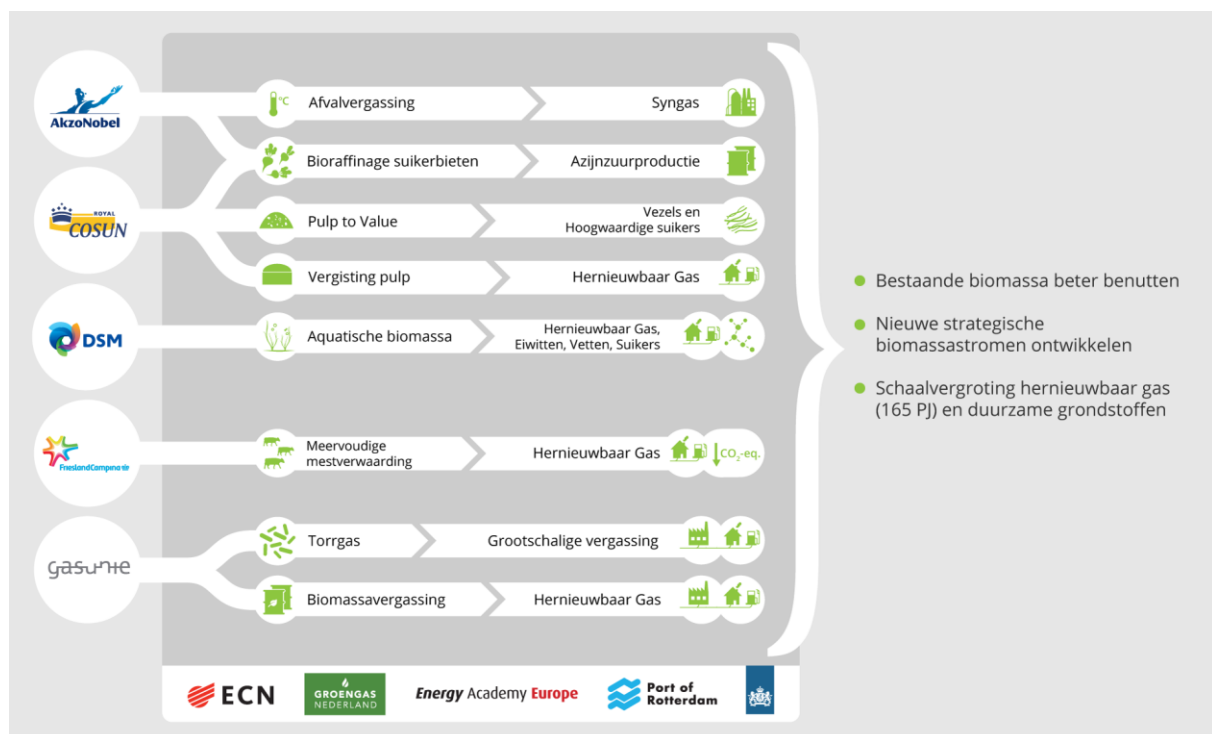 AkzoNobel
°C
Afvalvergassing
Syngas
Bioraffinage suikerbieten
Azijnzuurproductie
ROYAL
COSUN
Pulp to Value
Vezels en
Hoogwaardige suikers
Vergisting pulp
Hernieuwbaar Gas
DSM
Aquatische biomassa
Hernieuwbaar Gas,
Eiwitten, Vetten, Suikers
FrieslandCampina
Meervoudige
mestverwaarding
Hernieuwbaar Gas
CO₂-eq.
gasunie
Torrgas
Grootschalige vergassing
Biomassavergassing
Hernieuwbaar Gas
Bestaande biomassa beter benutten
Nieuwe strategische
biomassastromen ontwikkelen
Schaalvergroting hernieuwbaar gas
(165 PJ) en duurzame grondstoffen
ECN
GROENGAS
NEDERLAND
Energy Academy Europe
Port of
Rotterdam